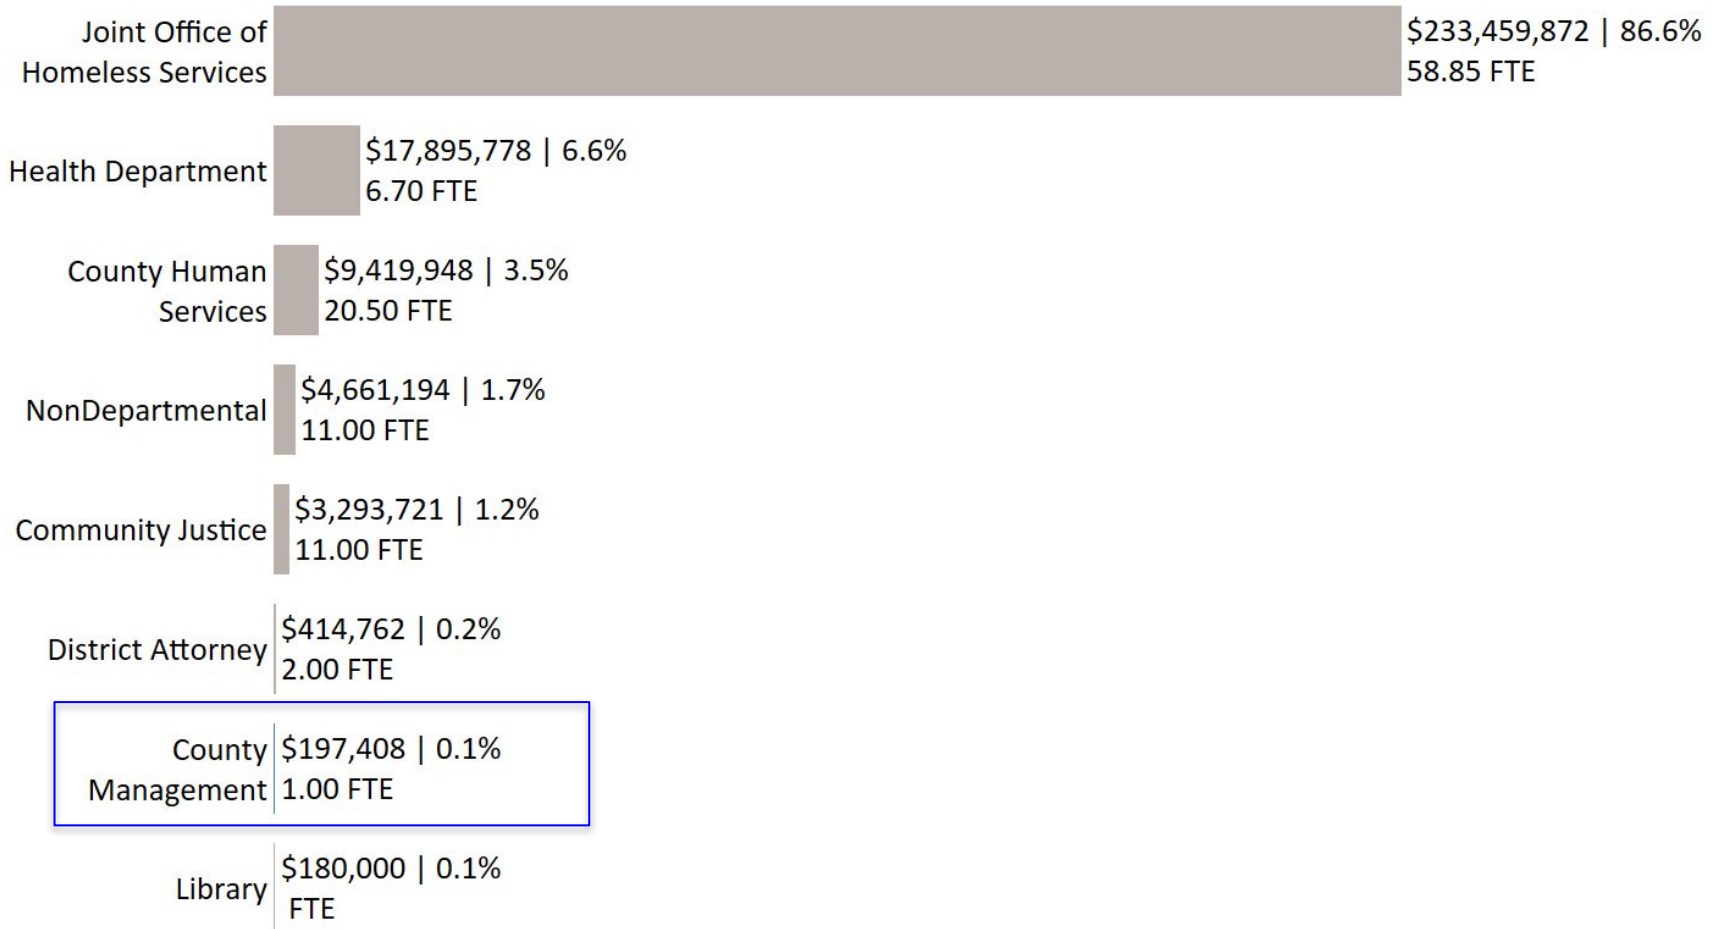 Joint Office of
Homeless Services
$233,459,872 | 86.6%
58.85 FTE
Health Department
$17,895,778 | 6.6%
6.70 FTE
County Human
Services
$9,419,948 | 3.5%
20.50 FTE
NonDepartmental
$4,661,194 | 1.7%
11.00 FTE
Community Justice
$3,293,721 | 1.2%
11.00 FTE
District Attorney
$414,762 | 0.2%
2.00 FTE
County
Management
$197,408 | 0.1%
1.00 FTE
Library
$180,000 | 0.1%
FTE